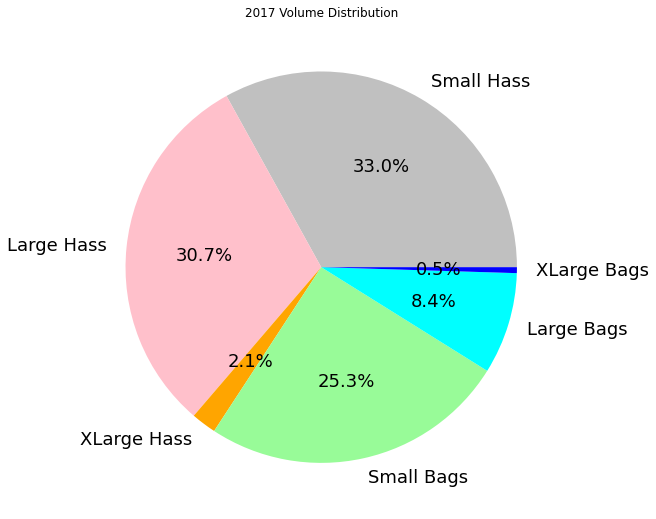 2017 Volume Distribution
Small Hass
33.0%
Large Hass
30.7%
0.5%
XLarge Bags
8.4%
Large Bags
2.1%
25.3%
XLarge Hass
Small Bags